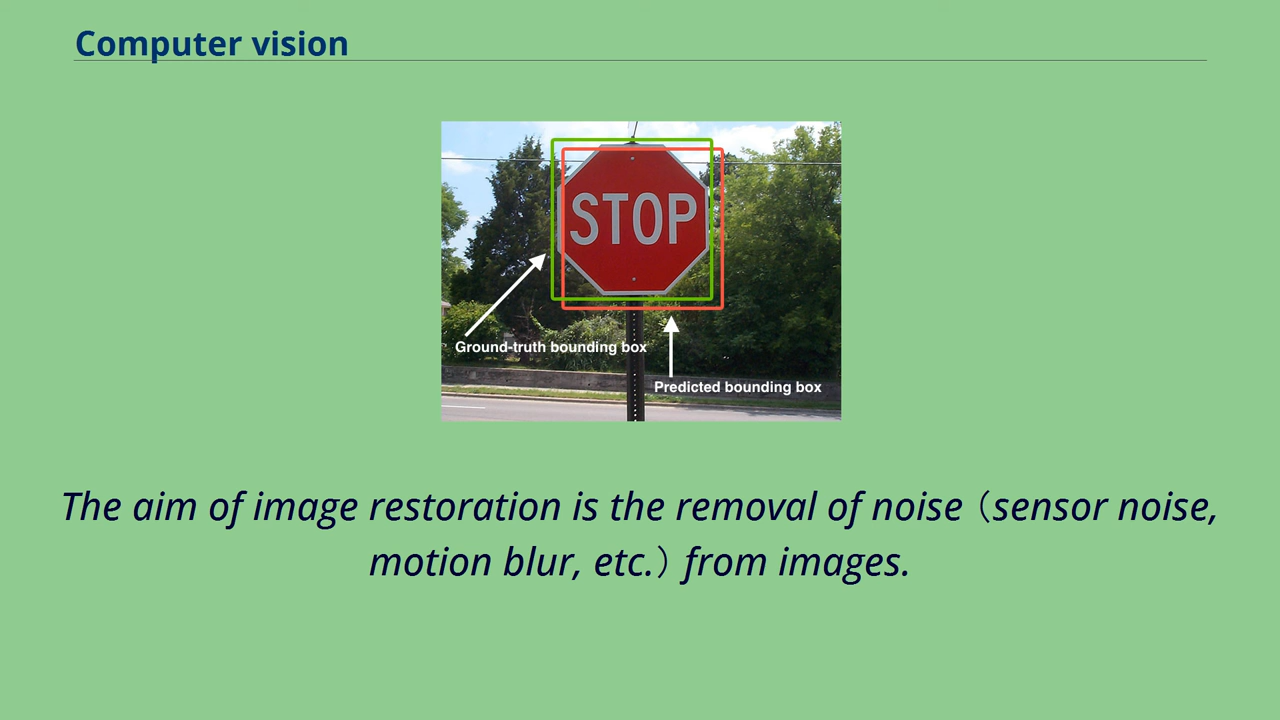 Computer vision
STOP
Ground-truth bounding box
Predicted bounding box
The aim of image restoration is the removal of noise（sensor noise,
motion blur, etc.）from images.